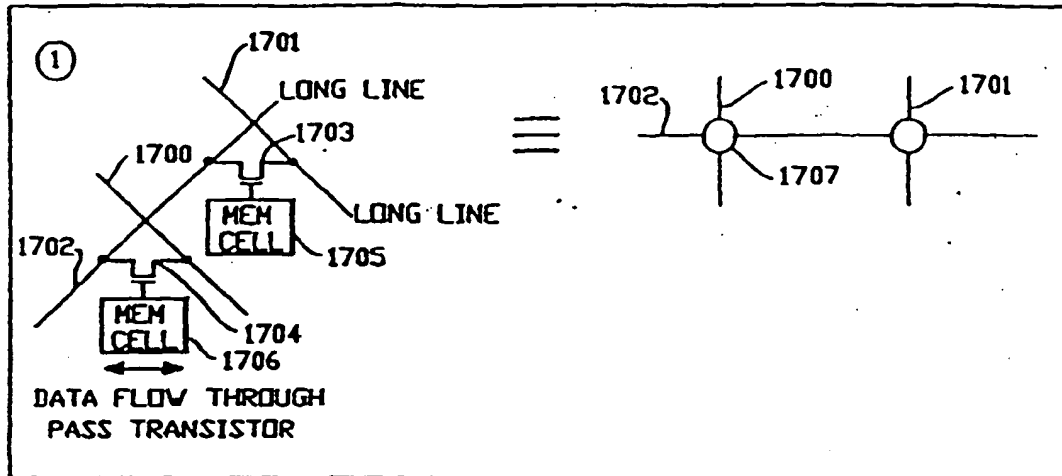 1
1701
LONG LINE
1703
1700
LONG LINE
MEM
CELL
1705
1702
MEM
CELL
1704
1706
DATA FLOW THROUGH
PASS TRANSISTOR
1702
1700
1701
1707